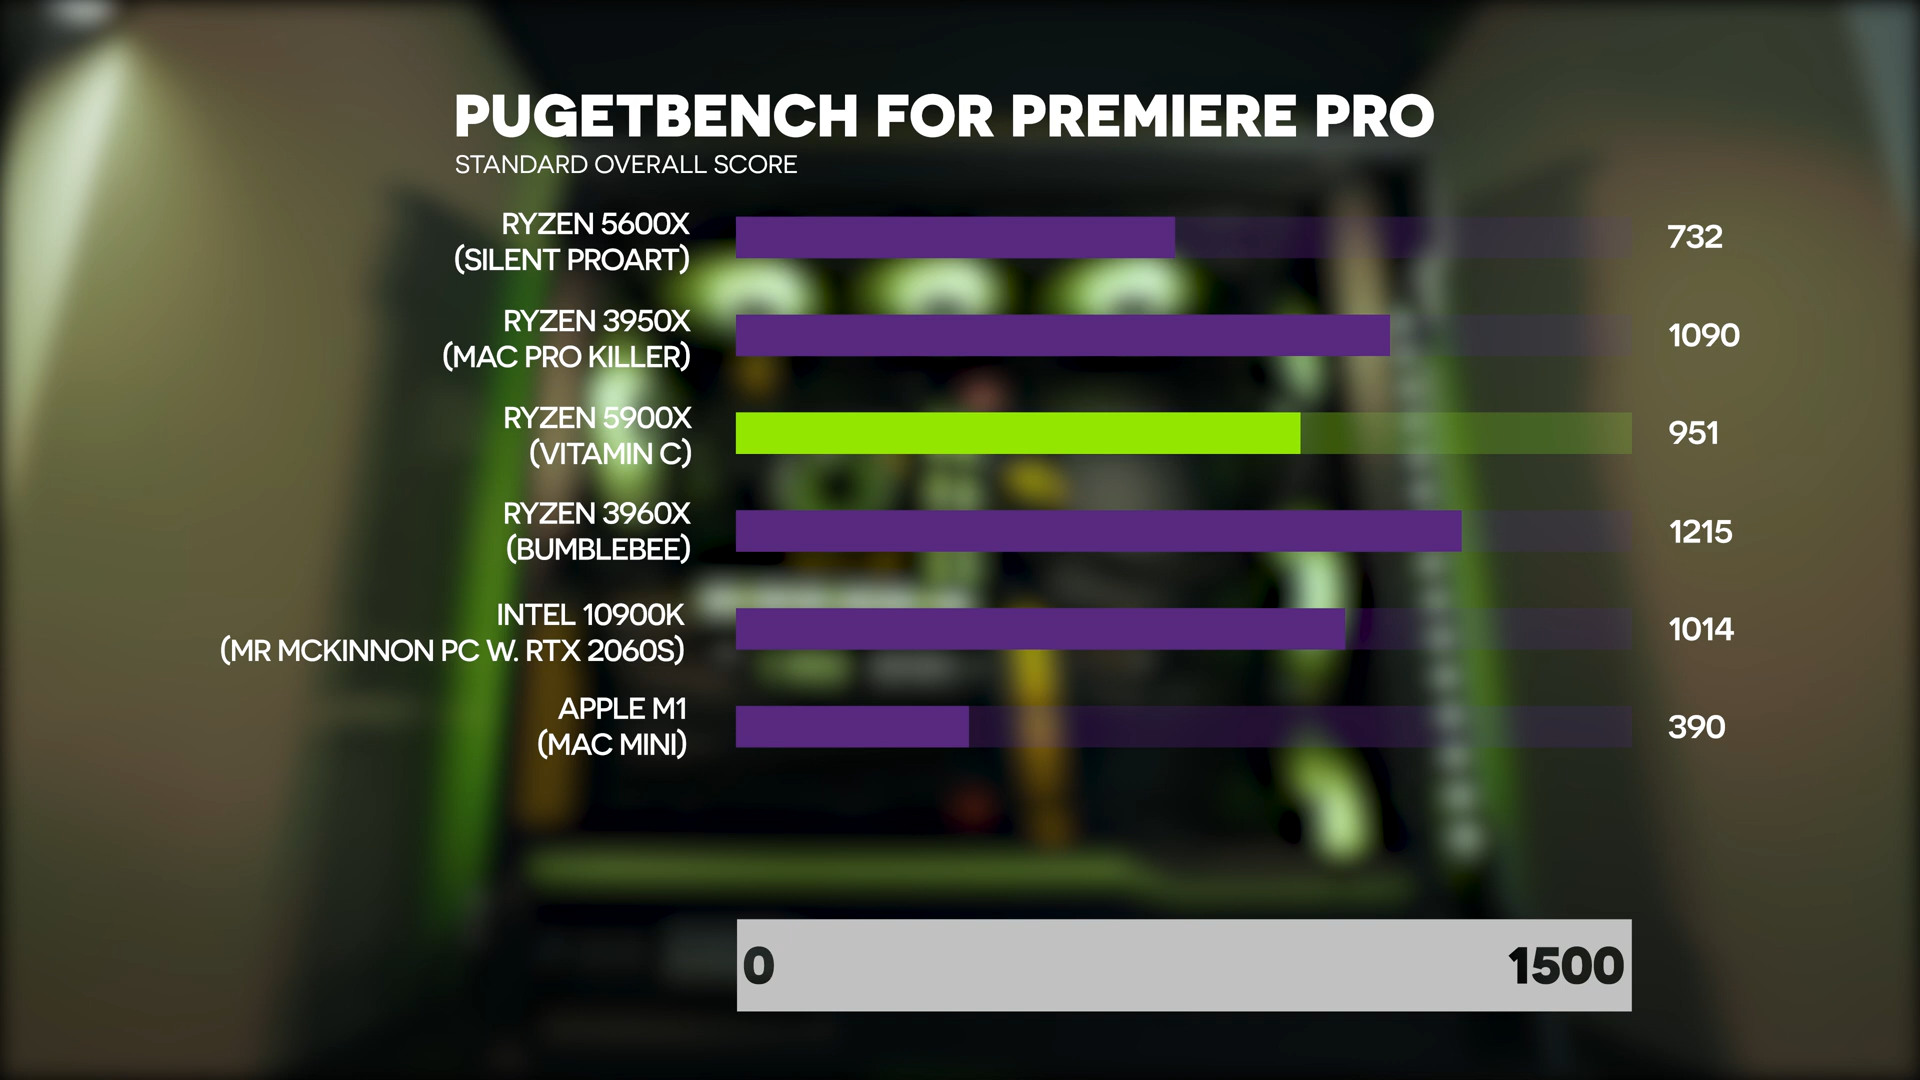 PUGETBENCH FOR PREMIERE PRO
STANDARD OVERALL SCORE
RYZEN 5600X
(SILENT PROART)
732
RYZEN 3950X
(MAC PRO KILLER)
1090
RYZEN 5900X
(VITAMIN C)
951
RYZEN 3960X
(BUMBLEBEE)
1215
INTEL 10900K
(MR MCKINNON PC W. RTX 2060S)
1014
APPLE M1
(MAC MINI)
390
0
1500